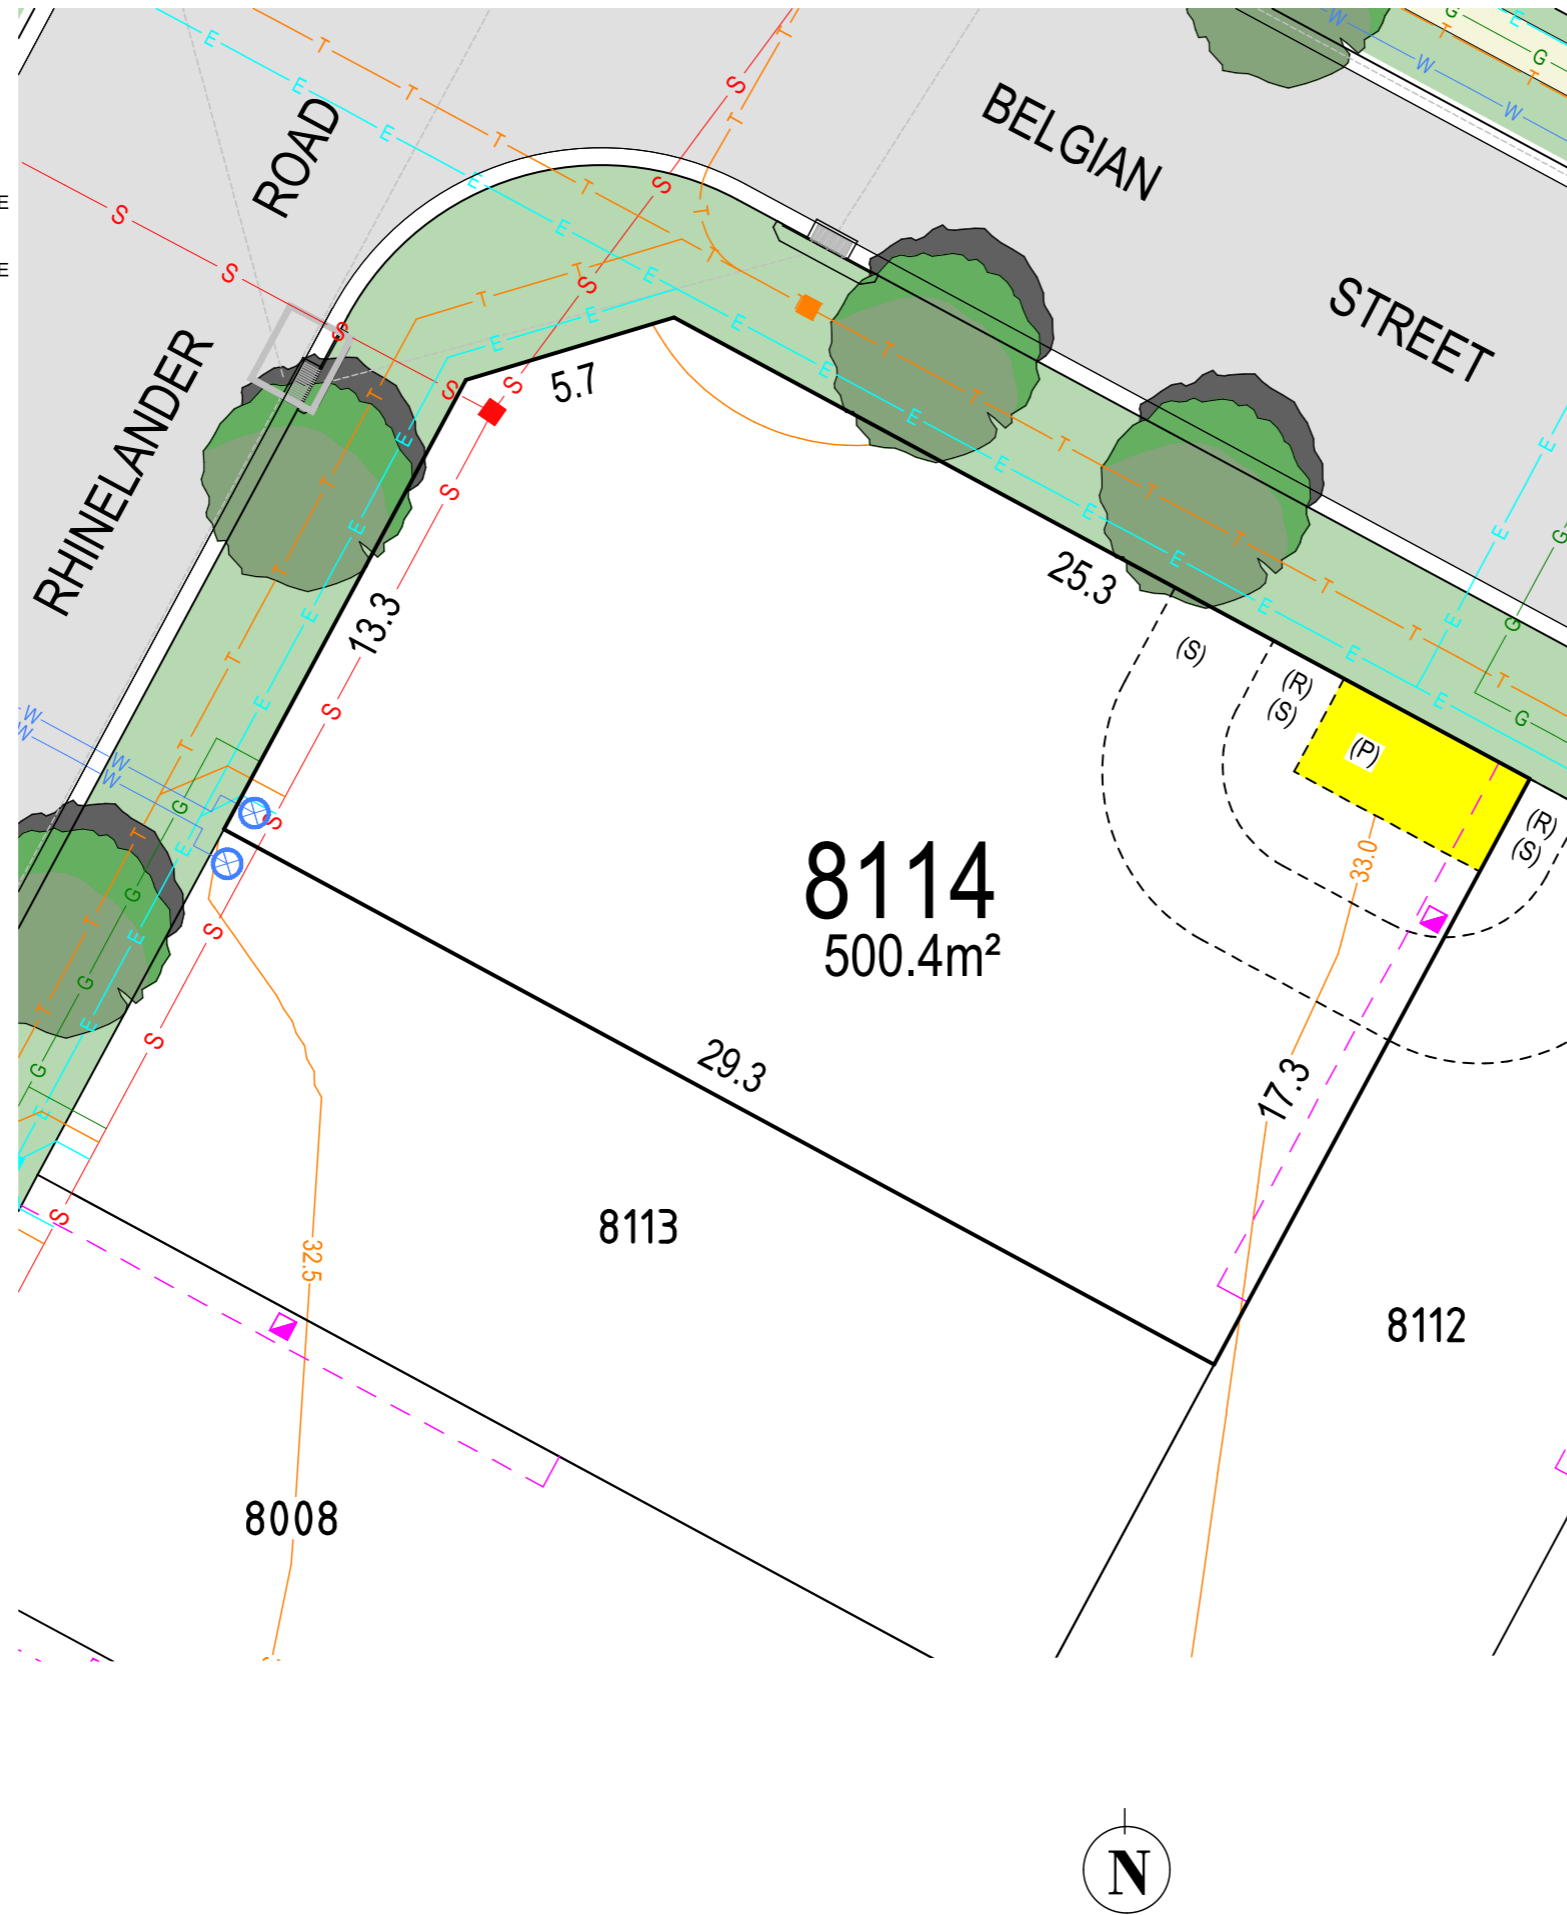 ROAD
BELGIAN
STREET
RHINELANDER
E
E
5.7
25.3
13.3
(S)
(R)
(S)
(P)
(R)
(S)
33.0
8114
500.4m²
29.3
17.3
8113
32.5
8112
8008
N